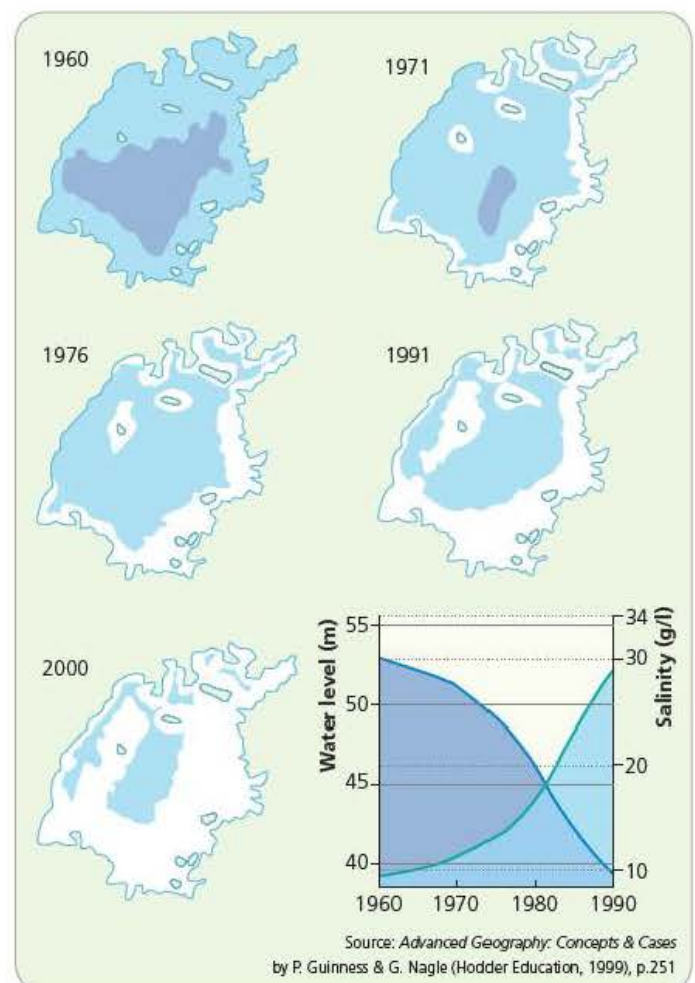 1960
1971
1976
1991
2000
Water level (m)
55
50
45
40
Salinity (g/l)
34
30
20
10
1960 1970 1980 1990
Source: Advanced Geography: Concepts & Cases
by P. Guinness & G. Nagle (Hodder Education, 1999), p.251